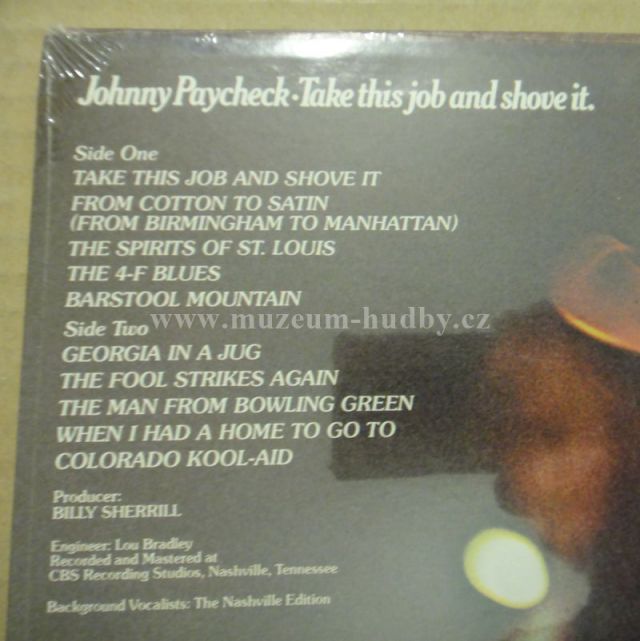 Johnny Paycheck·Take this job and shove it.
Side One
TAKE THIS JOB AND SHOVE IT
FROM COTTON TO SATIN
(FROM BIRMINGHAM TO MANHATTAN)
THE SPIRITS OF ST. LOUIS
THE 4-F BLUES
BARSTOOL MOUNTAIN
Side Two
www.muzeum-hudby.cz
GEORGIA IN A JUG
THE FOOL STRIKES AGAIN
THE MAN FROM BOWLING GREEN
WHEN I HAD A HOME TO GO TO
COLORADO KOOL-AID
Producer:
BILLY SHERRILL
Engineer: Lou Bradley
Recorded and Mastered at
CBS Recording Studios, Nashville, Tennessee
Background Vocalists: The Nashville Edition